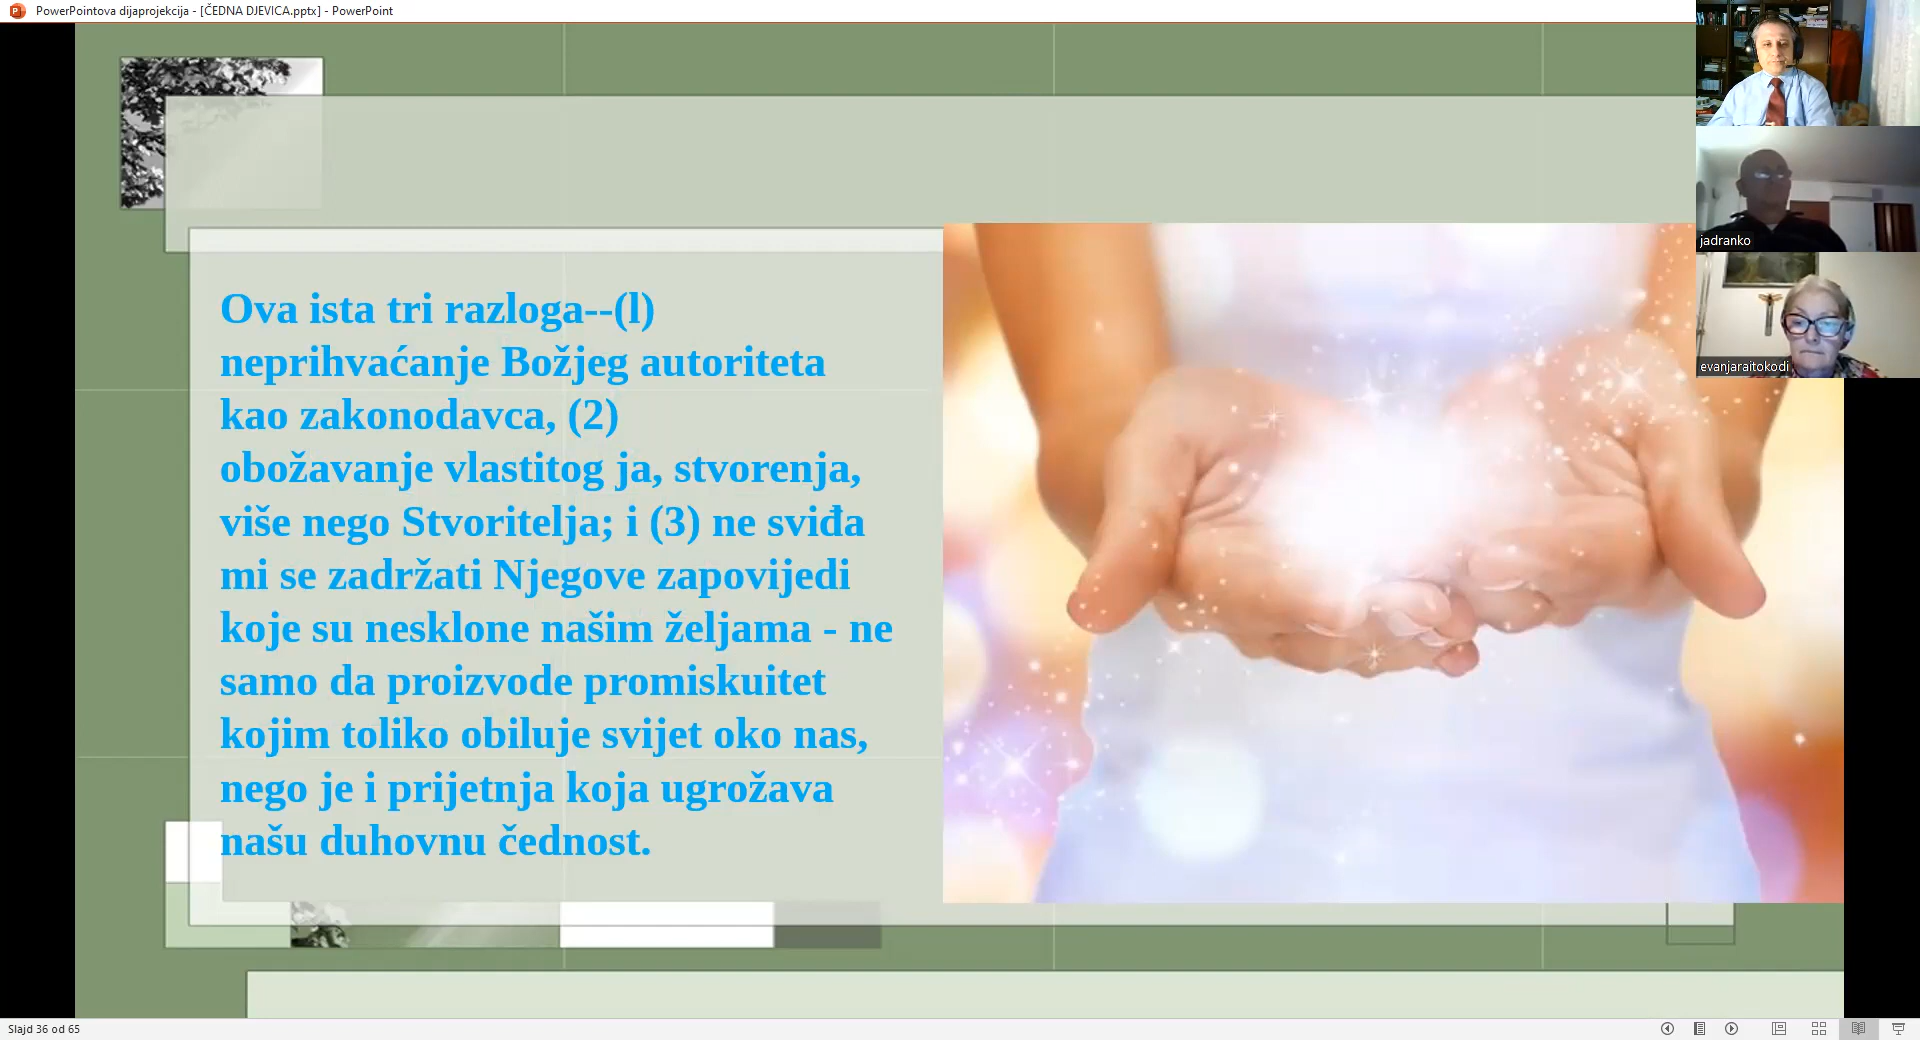 PowerPointova dijaprojekcija - [ČEDNA DJEVICA.pptx] - PowerPoint
jadranko
evanjaraitokodi
Ova ista tri razloga--(l)
neprihvaćanje Božjeg autoriteta
kao zakonodavca, (2)
obožavanje vlastitog ja, stvorenja,
više nego Stvoritelja; i (3) ne sviđa
mi se zadržati Njegove zapovijedi
koje su nesklone našim željama - ne
samo da proizvode promiskuitet
kojim toliko obiluje svijet oko nas,
nego je i prijetnja koja ugrožava
našu duhovnu čednost.
Slajd 36 od 65